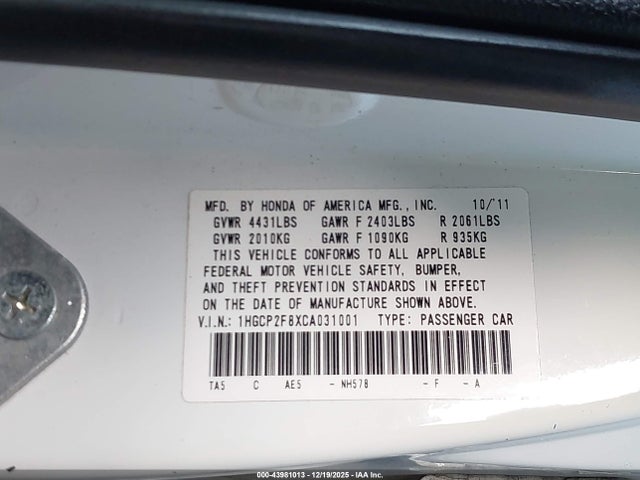 MFD. BY HONDA OF AMERICA MFG., INC. 10/'11
GVWR 4431LBS GAWR F 2403LBS R 2061LBS
GVWR 2010KG GAWR F 1090KG R 935KG
THIS VEHICLE CONFORMS TO ALL APPLICABLE
FEDERAL MOTOR VEHICLE SAFETY, BUMPER,
AND THEFT PREVENTION STANDARDS IN EFFECT
ON THE DATE OF MANUFACTURE SHOWN ABOVE.
V.I.N.: 1HGCP2F8XCA031001 TYPE: PASSENGER CAR
TA5 C AE5 - NH578 - F - A
000-43981013 - 12/19/2025 - IAA Inc.